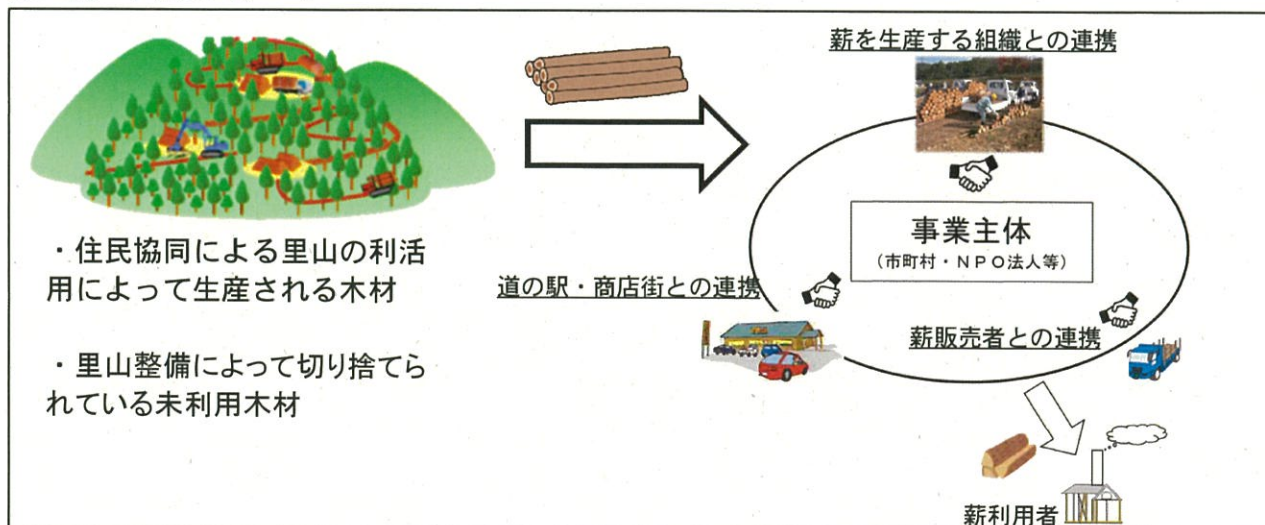 ・住民協同による里山の利活
用によって生産される木材
・里山整備によって切り捨てら
れている未利用木材
薪を生産する組織との連携
事業主体
(市町村・NPO法人等)
道の駅・商店街との連携
薪販売者との連携
薪利用者